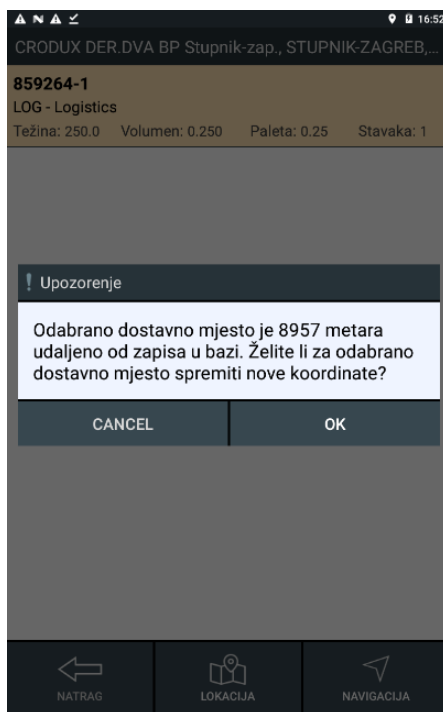 16:52
CRODUX DER.DVA BP Stupnik-zap., STUPNIK-ZAGREB,...
859264-1
LOG - Logistics
Težina: 250.0 Volumen: 0.250 Paleta: 0.25 Stavaka: 1
Upozorenje
Odabrano dostavno mjesto je 8957 metara
udaljeno od zapisa u bazi. Želite li za odabrano
dostavno mjesto spremiti nove koordinate?
CANCEL OK
NATRAG LOKACIJA NAVIGACIJA